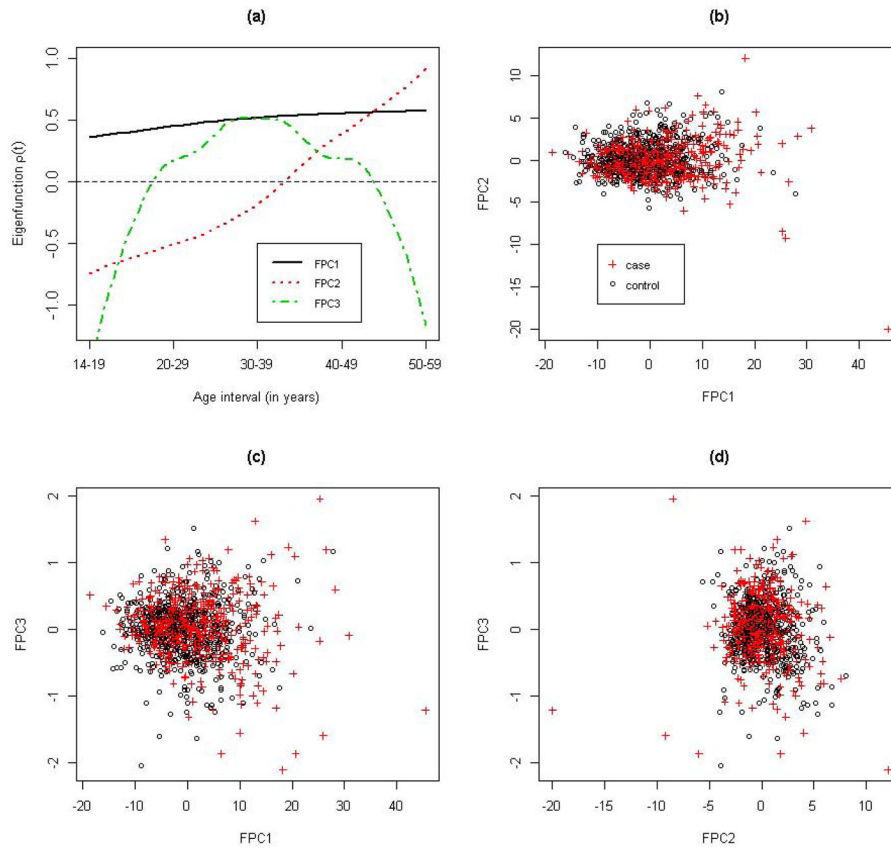 (a)
Eigenfunction ρ(t)
1.0
0.5
0.0
-0.5
-1.0
FPC1
FPC2
FPC3
14-19 20-29 30-39 40-49 50-59
Age interval (in years)
(b)
FPC2
10
5
0
-5
-10
-15
-20
case
control
-20 -10 0 10 20 30 40
FPC1
(c)
FPC3
2
1
0
-1
-2
-20 -10 0 10 20 30 40
FPC1
(d)
FPC3
2
1
0
-1
-2
-20 -15 -10 -5 0 5 10
FPC2